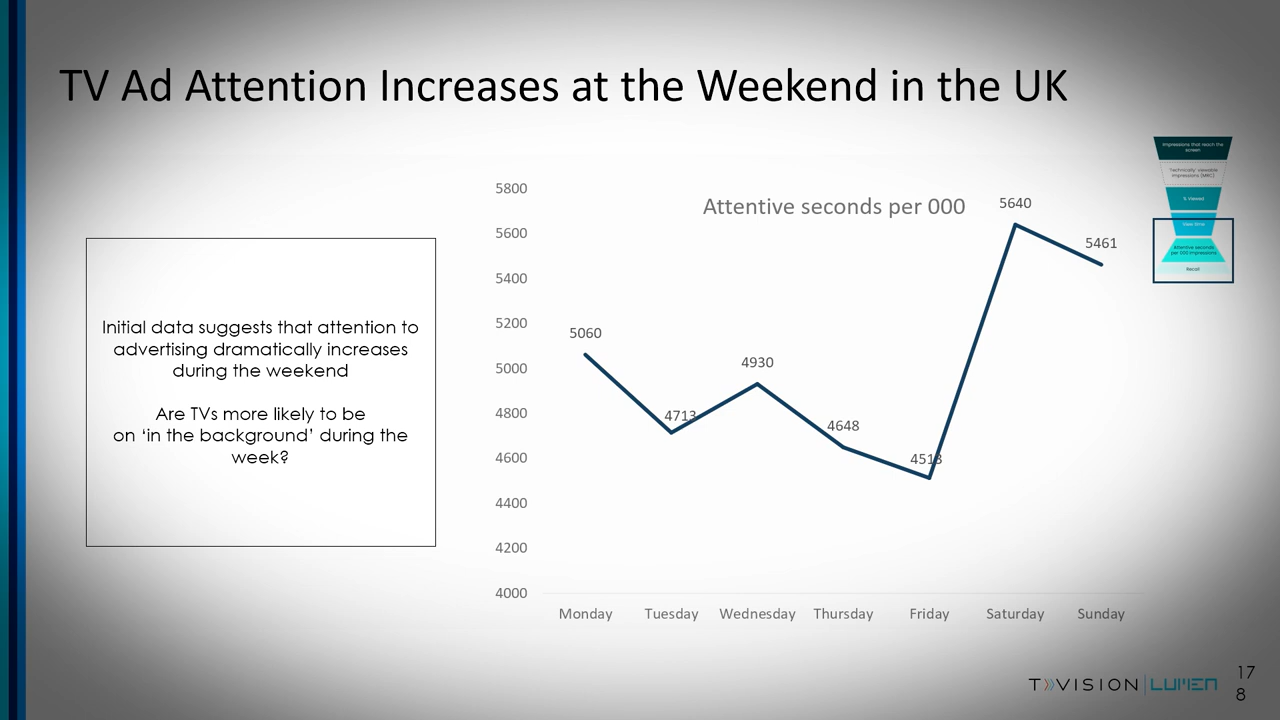 TV Ad Attention Increases at the Weekend in the UK
Impressions that reach the
screen
Technically viewable
impressions (MRC)
% Viewed
View time
Attentive seconds
per 000 impressions
Recall
Initial data suggests that attention to
advertising dramatically increases
during the weekend
Are TVs more likely to be
on ‘in the background’ during the
week?
Attentive seconds per 000
5800
5600
5400
5200
5000
4800
4600
4400
4200
4000
5060
4713
4930
4648
4513
5640
5461
Monday Tuesday Wednesday Thursday Friday Saturday Sunday
TVISION LUMEN
17
8